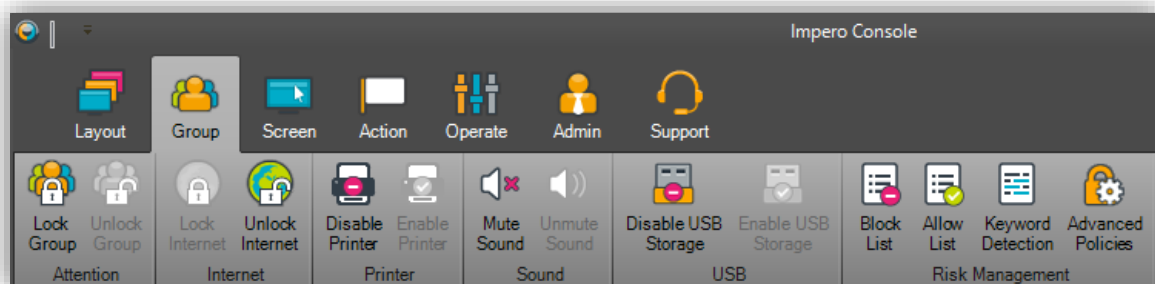 Impero Console
Layout Group Screen Action Operate Admin Support
Lock Unlock Lock Unlock Disable Enable Mute Unmute Disable USB Enable USB Block Allow Keyword Advanced
Group Group Internet Internet Printer Printer Sound Sound Storage Storage List List Detection Policies
Attention Internet Printer Sound USB Risk Management